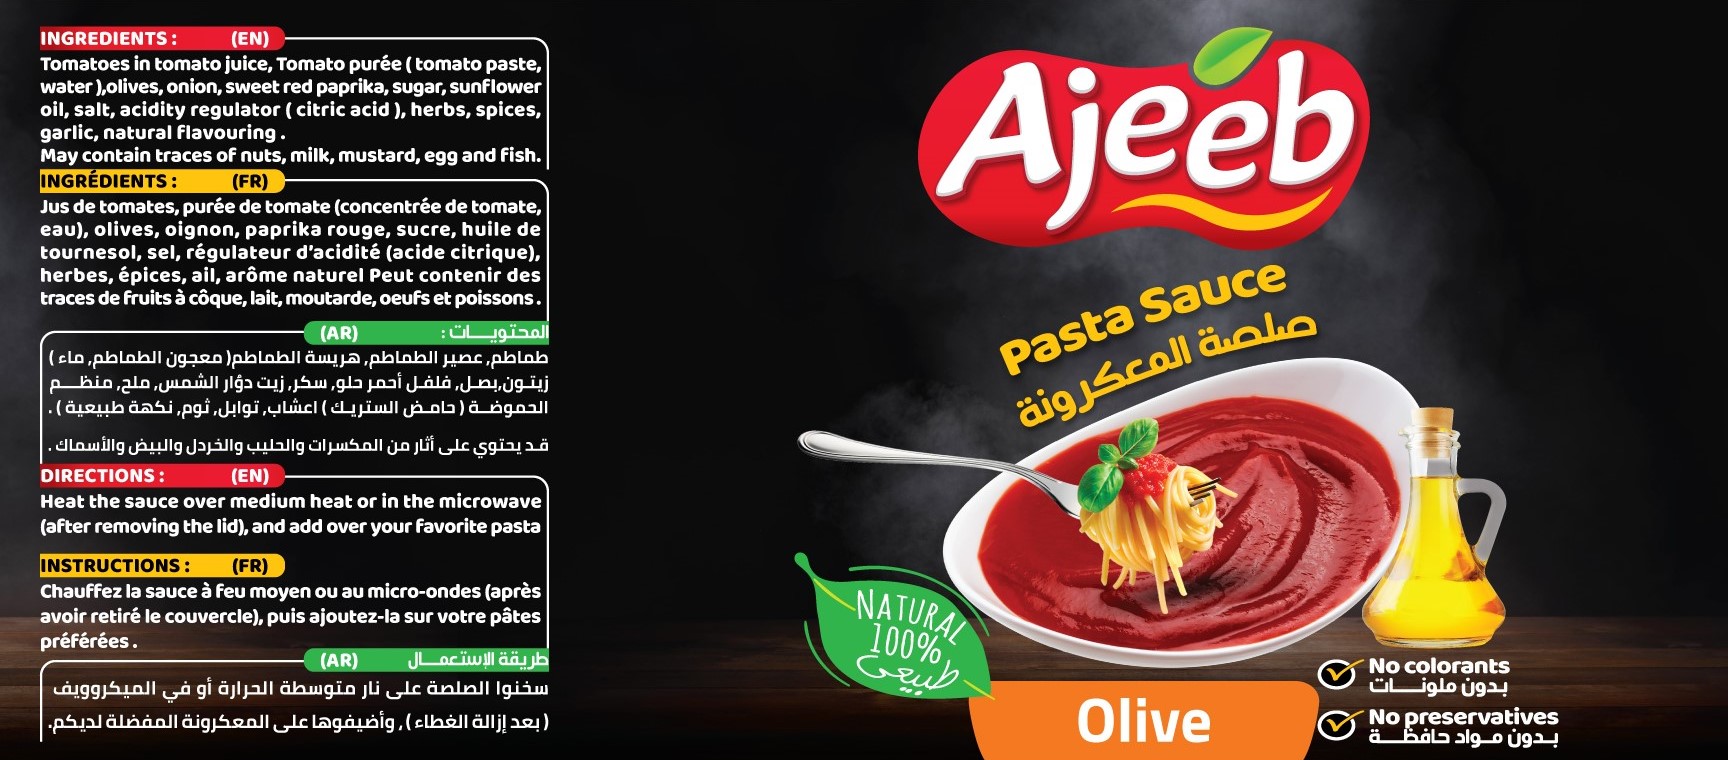 INGREDIENTS : (EN)
Tomatoes in tomato juice, Tomato purée ( tomato paste,
water ),olives, onion, sweet red paprika, sugar, sunflower
oil, salt, acidity regulator ( citric acid ), herbs, spices,
garlic, natural flavouring .
May contain traces of nuts, milk, mustard, egg and fish.
INGRÉDIENTS : (FR)
Jus de tomates, purée de tomate (concentrée de tomate,
eau), olives, oignon, paprika rouge, sucre, huile de
tournesol, sel, régulateur d'acidité (acide citrique),
herbes, épices, ail, arôme naturel Peut contenir des
traces de fruits à côque, lait, moutarde, oeufs et poissons .
المحتويـــات : (AR)
طماطم, عصير الطماطم, هريسة الطماطم( معجون الطماطم, ماء )
زيتـون,بصـل, فلفـل أحمر حلو, سكر, زيت دوّار الشمس, ملح, منظـــم
الحموضــة ( حامـض الستريـك ) اعشاب, توابل, ثوم, نكهة طبيعية ) .
قـد يحتوي على أثار من المكسرات والحليب والخردل والبيض والأسماك .
DIRECTIONS : (EN)
Heat the sauce over medium heat or in the microwave
(after removing the lid), and add over your favorite pasta
INSTRUCTIONS : (FR)
Chauffez la sauce à feu moyen ou au micro-ondes (après
avoir retiré le couvercle), puis ajoutez-la sur votre pâtes
préférées .
طريقة الإستعمـــال (AR)
سخنوا الصلصة على نار متوسطة الحرارة أو في الميكروويف
( بعد إزالة الغطاء ) , وأضيفوها على المعكرونة المفضلة لديكم.
Ajeeb
Pasta Sauce
صلصة المعكرونة
NATURAL
100%
طبيعي
Olive
No colorants
بـدون ملونـــات
No preservatives
بـدون مـواد حافظــة